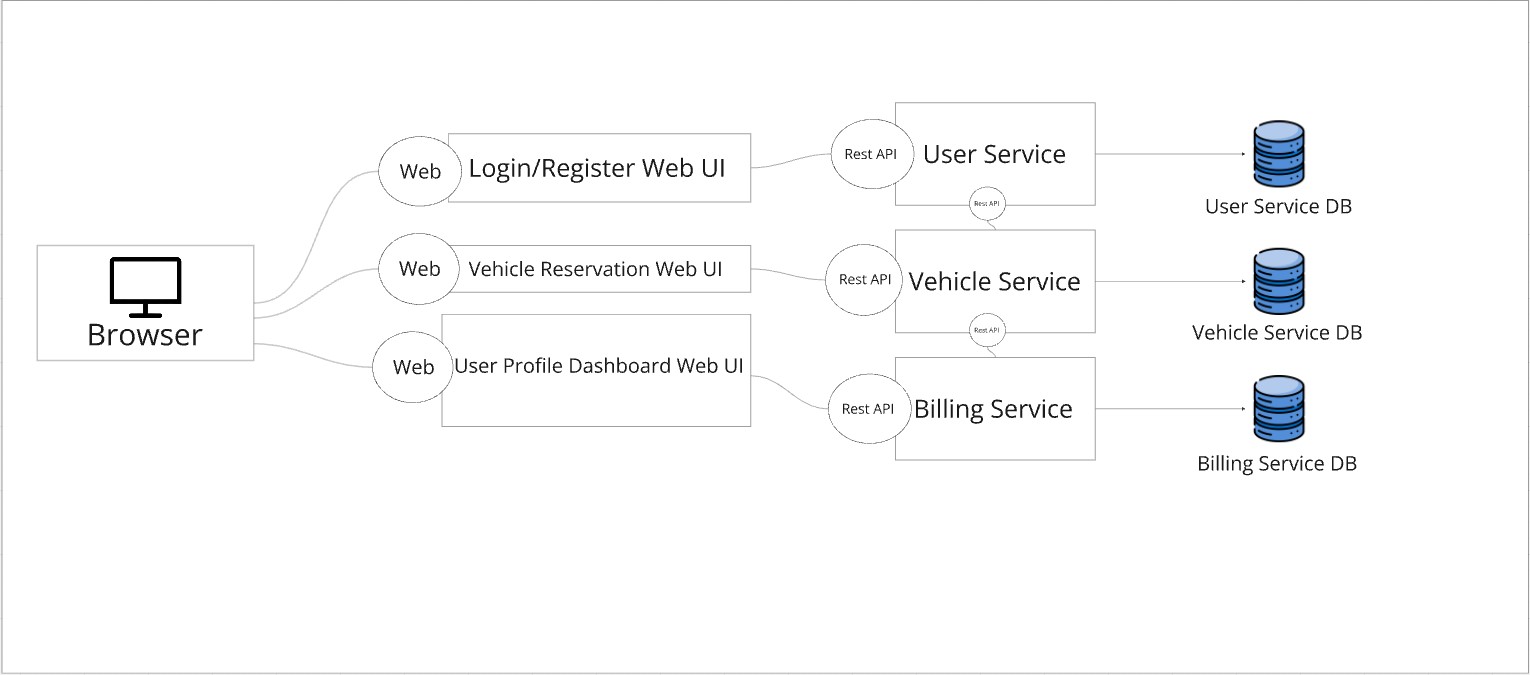 Browser
Web
Login/Register Web UI
Web
Vehicle Reservation Web UI
Web
User Profile Dashboard Web UI
Rest API
User Service
Rest API
Rest API
Vehicle Service
Rest API
Rest API
Billing Service
User Service DB
Vehicle Service DB
Billing Service DB